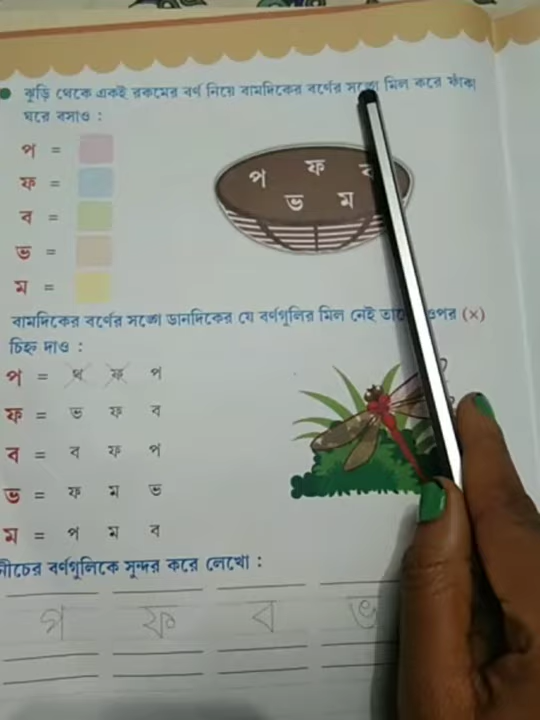 ঝুড়ি থেকে একই রকমের বর্ণ নিয়ে বামদিকের বর্ণের সঙ্গে মিল করে ফাঁকা
ঘরে বসাও :
প =
ফ =
ব =
ভ =
ম =
প ফ ব
ভ ম
বামদিকের বর্ণের সঙ্গে ডানদিকের যে বর্ণগুলির মিল নেই ওপর (×)
চিহ্ন দাও :
প = থ ফ প
ফ = ভ ফ ব
ব = ব ফ প
ভ = ফ ম ভ
ম = প ম ব
নীচের বর্ণগুলিকে সুন্দর করে লেখো :
প ফ ব ভ